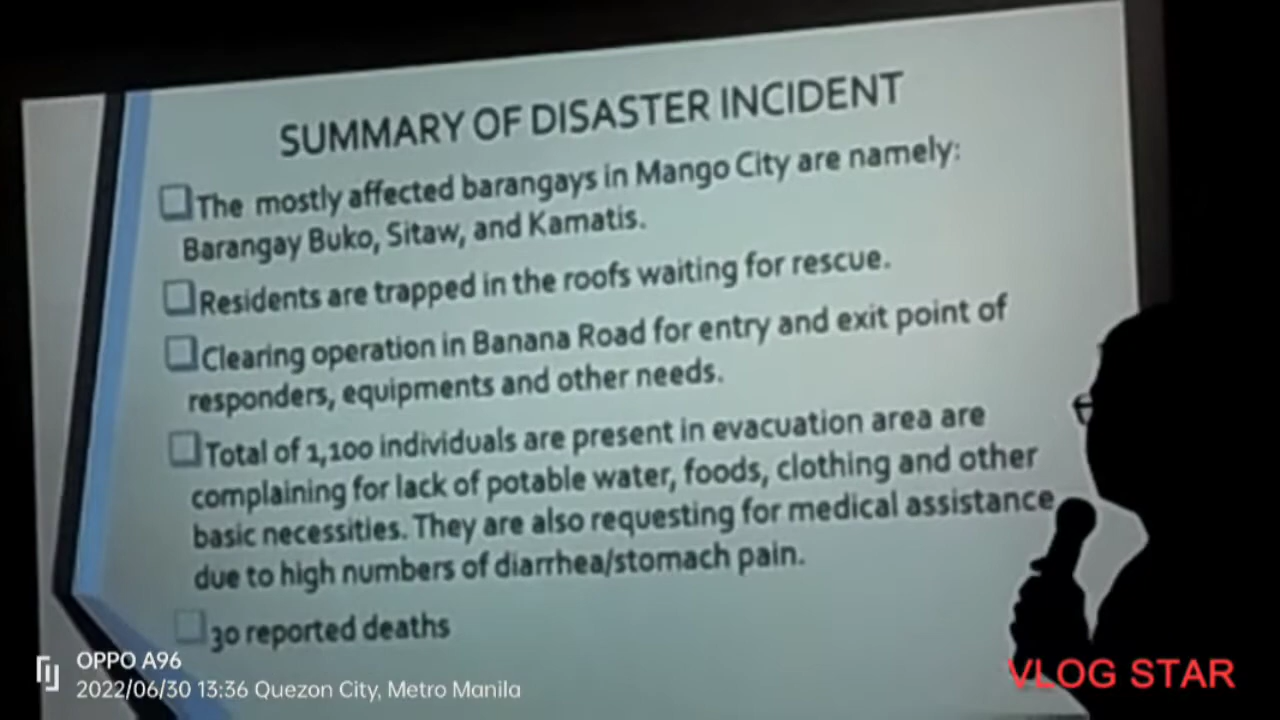 SUMMARY OF DISASTER INCIDENT
The mostly affected barangays in Mango City are namely:
Barangay Buko, Sitaw, and Kamatis.
Residents are trapped in the roofs waiting for rescue.
Clearing operation in Banana Road for entry and exit point of
responders, equipments and other needs.
Total of 1,100 individuals are present in evacuation area are
complaining for lack of potable water, foods, clothing and other
basic necessities. They are also requesting for medical assistance
due to high numbers of diarrhea/stomach pain.
30 reported deaths
OPPO A96
2022/06/30 13:36 Quezon City, Metro Manila
VLOG STAR